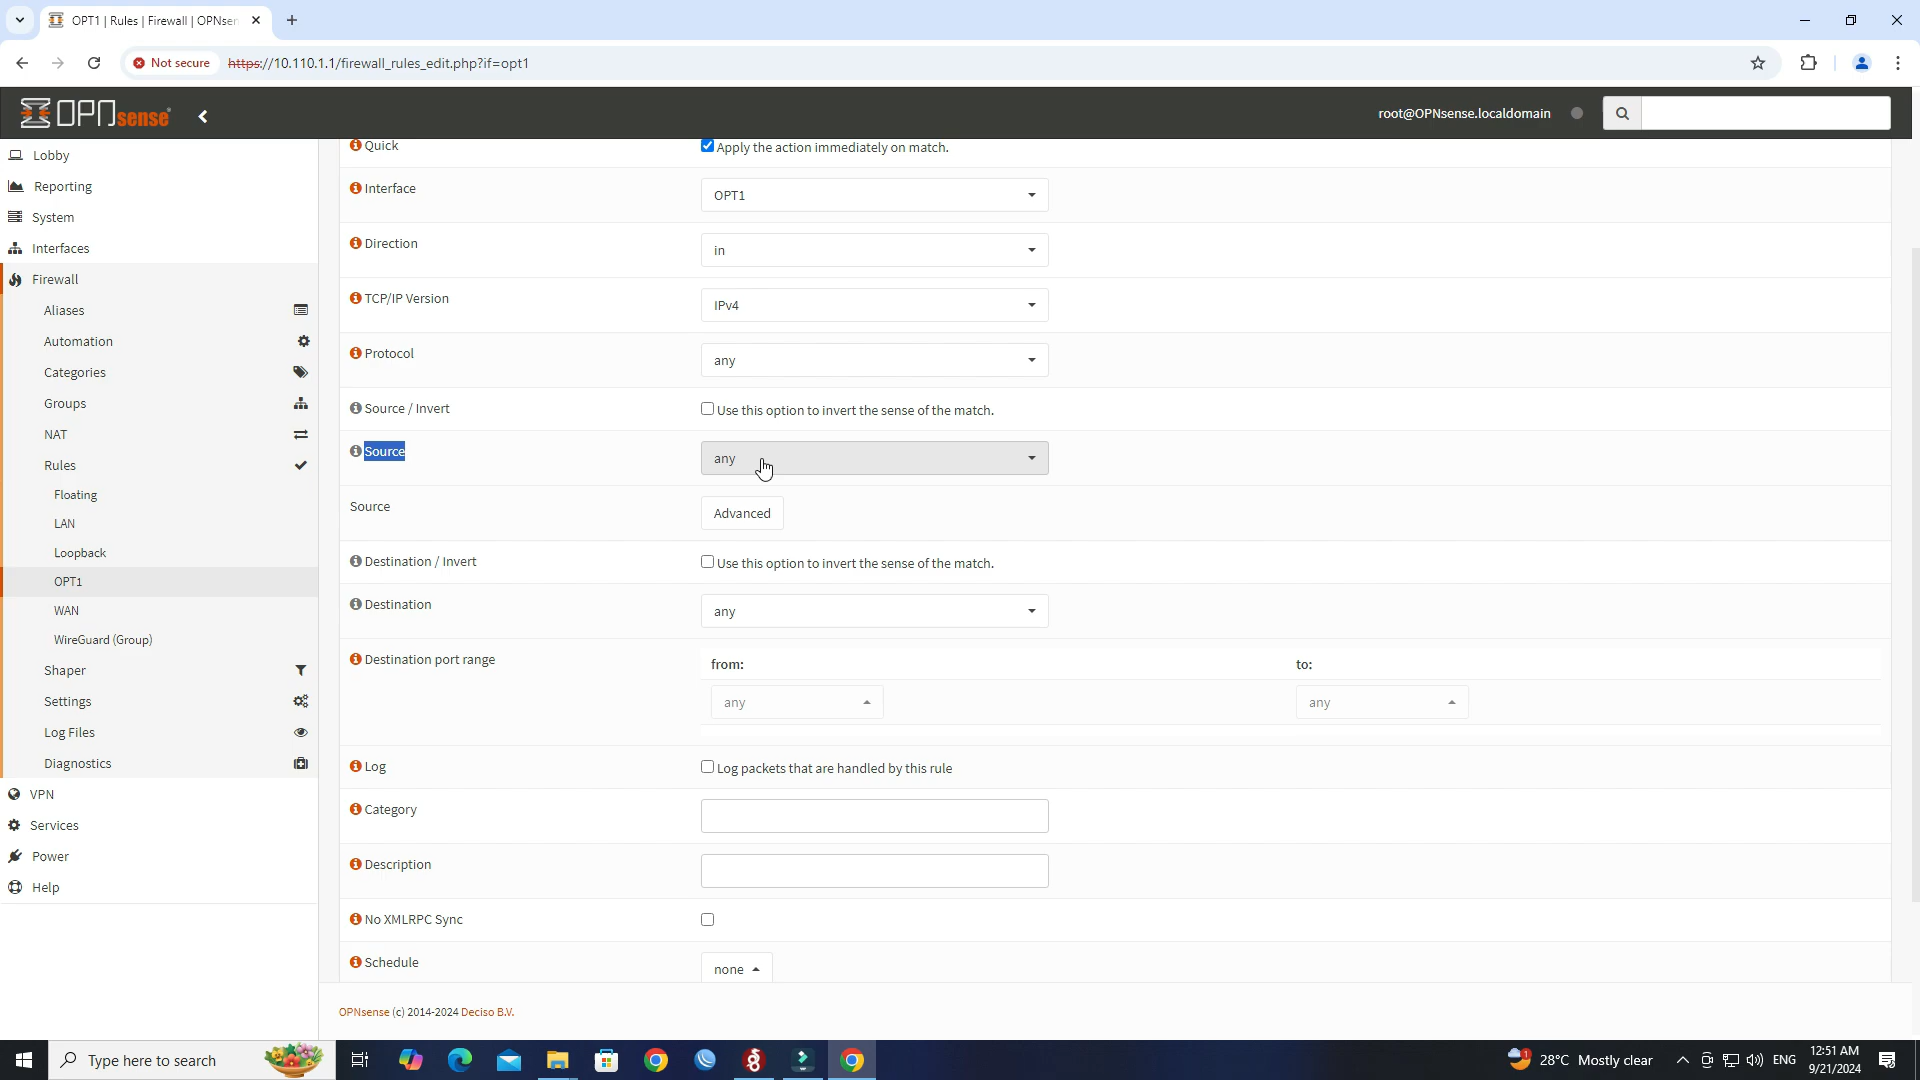 OPT1 | Rules | Firewall | OPNsen
Not secure
https://10.110.1.1/firewall_rules_edit.php?if=opt1
OPNsense
root@OPNsense.localdomain
Lobby
Reporting
System
Interfaces
Firewall
Aliases
Automation
Categories
Groups
NAT
Rules
Floating
LAN
Loopback
OPT1
WAN
WireGuard (Group)
Shaper
Settings
Log Files
Diagnostics
VPN
Services
Power
Help
Quick Apply the action immediately on match.
Interface OPT1
Direction in
TCP/IP Version IPv4
Protocol any
Source / Invert Use this option to invert the sense of the match.
Source any
Source Advanced
Destination / Invert Use this option to invert the sense of the match.
Destination any
Destination port range from: to:
any any
Log Log packets that are handled by this rule
Category
Description
No XMLRPC Sync
Schedule none
OPNsense (c) 2014-2024 Deciso B.V.
Type here to search
28°C Mostly clear
ENG
12:51 AM
9/21/2024